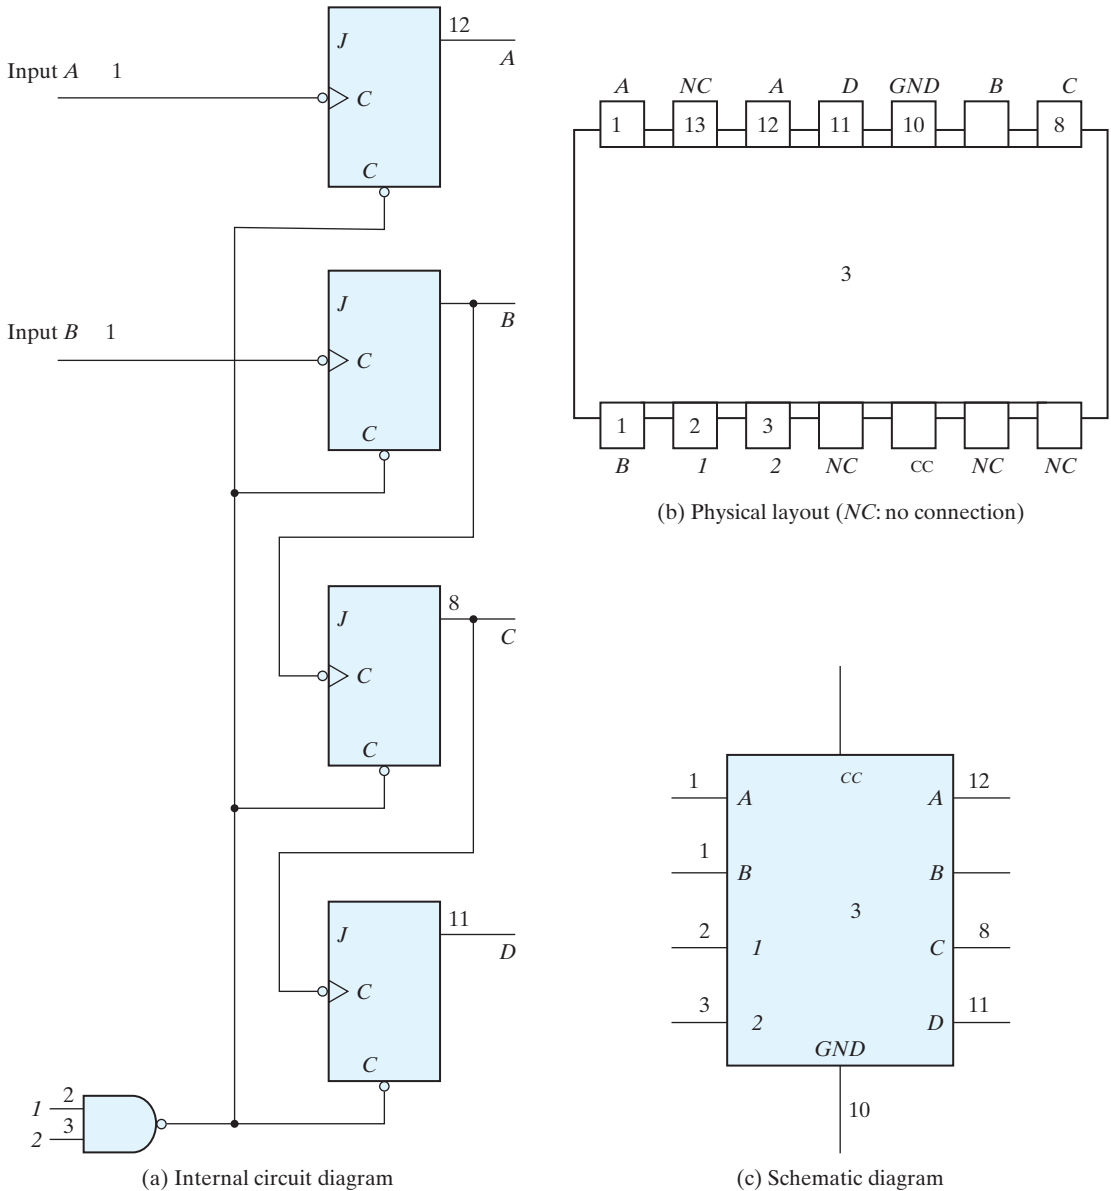 12
J
A
Input A 1
C
C
J
B
Input B 1
C
C
8
J
C
C
C
11
J
D
C
C
1 2
2 3
(a) Internal circuit diagram
A NC A D GND B C
1 13 12 11 10 8
3
1 2 3
B 1 2 NC CC NC NC
(b) Physical layout (NC: no connection)
CC
1 A A 12
1 B B
3
2 1 C 8
3 2 D 11
GND
10
(c) Schematic diagram